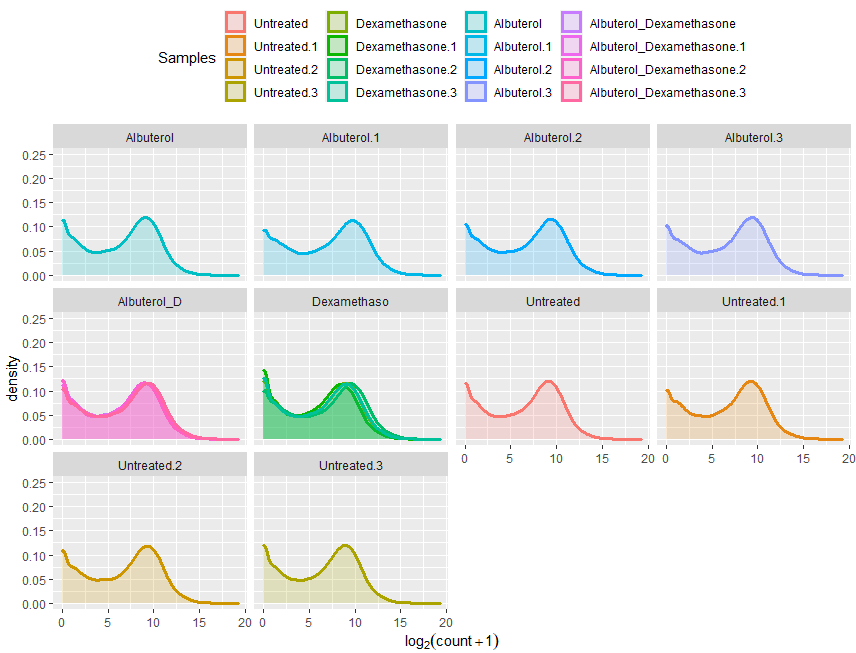 Samples
Untreated Dexamethasone Albuterol Albuterol_Dexamethasone
Untreated.1 Dexamethasone.1 Albuterol.1 Albuterol_Dexamethasone.1
Untreated.2 Dexamethasone.2 Albuterol.2 Albuterol_Dexamethasone.2
Untreated.3 Dexamethasone.3 Albuterol.3 Albuterol_Dexamethasone.3
Albuterol Albuterol.1 Albuterol.2 Albuterol.3
0.25
0.20
0.15
0.10
0.05
0.00
Albuterol_D Dexamethaso Untreated Untreated.1
0.25
0.20
0.15
0.10
0.05
0.00
density
0 5 10 15 20 0 5 10 15 20
Untreated.2 Untreated.3
0.25
0.20
0.15
0.10
0.05
0.00
0 5 10 15 20 0 5 10 15 20
log₂(count+1)